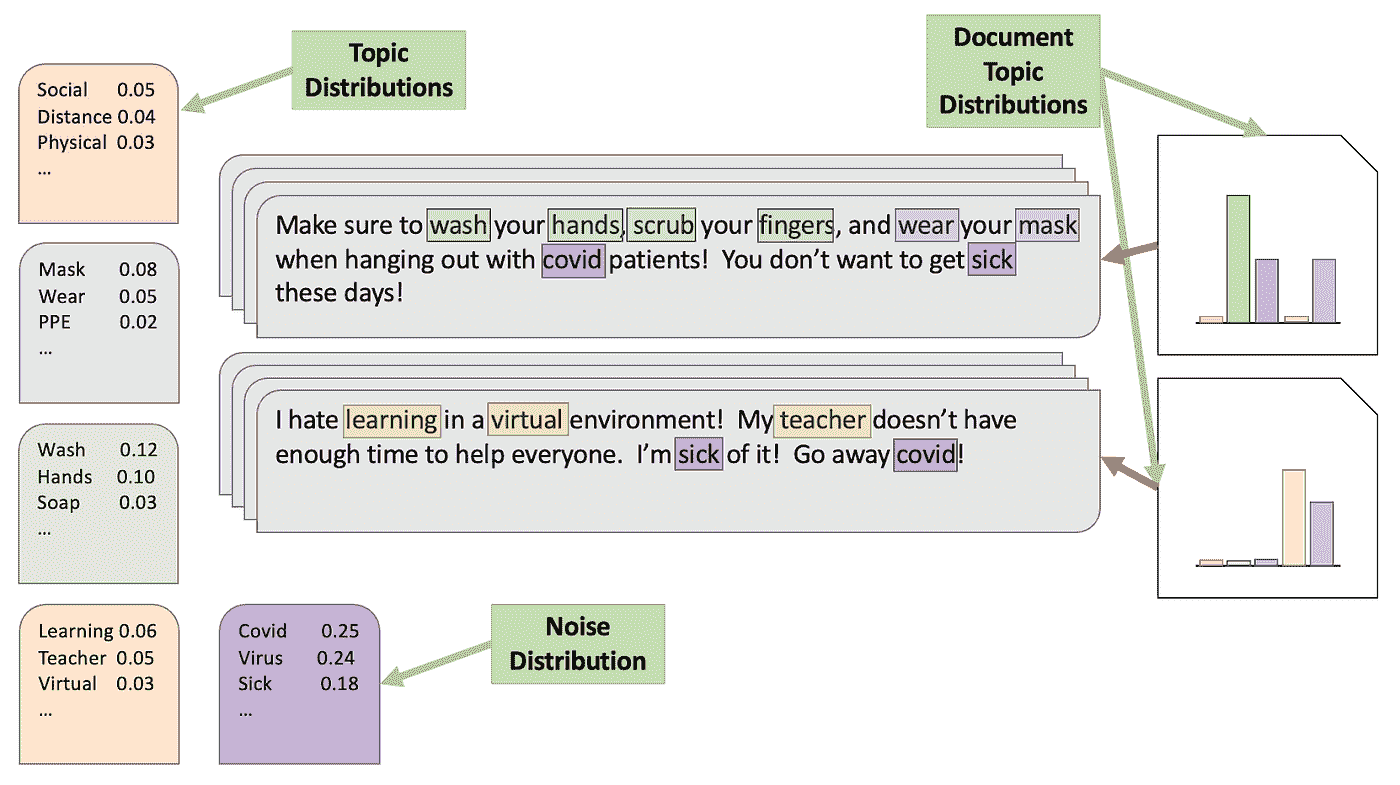 Topic
Distributions
Document
Topic
Distributions
Social 0.05
Distance 0.04
Physical 0.03
...
Mask 0.08
Wear 0.05
PPE 0.02
...
Wash 0.12
Hands 0.10
Soap 0.03
...
Learning 0.06
Teacher 0.05
Virtual 0.03
...
Make sure to wash your hands, scrub your fingers, and wear your mask
when hanging out with covid patients! You don’t want to get sick
these days!
I hate learning in a virtual environment! My teacher doesn’t have
enough time to help everyone. I’m sick of it! Go away covid!
Covid 0.25
Virus 0.24
Sick 0.18
...
Noise
Distribution